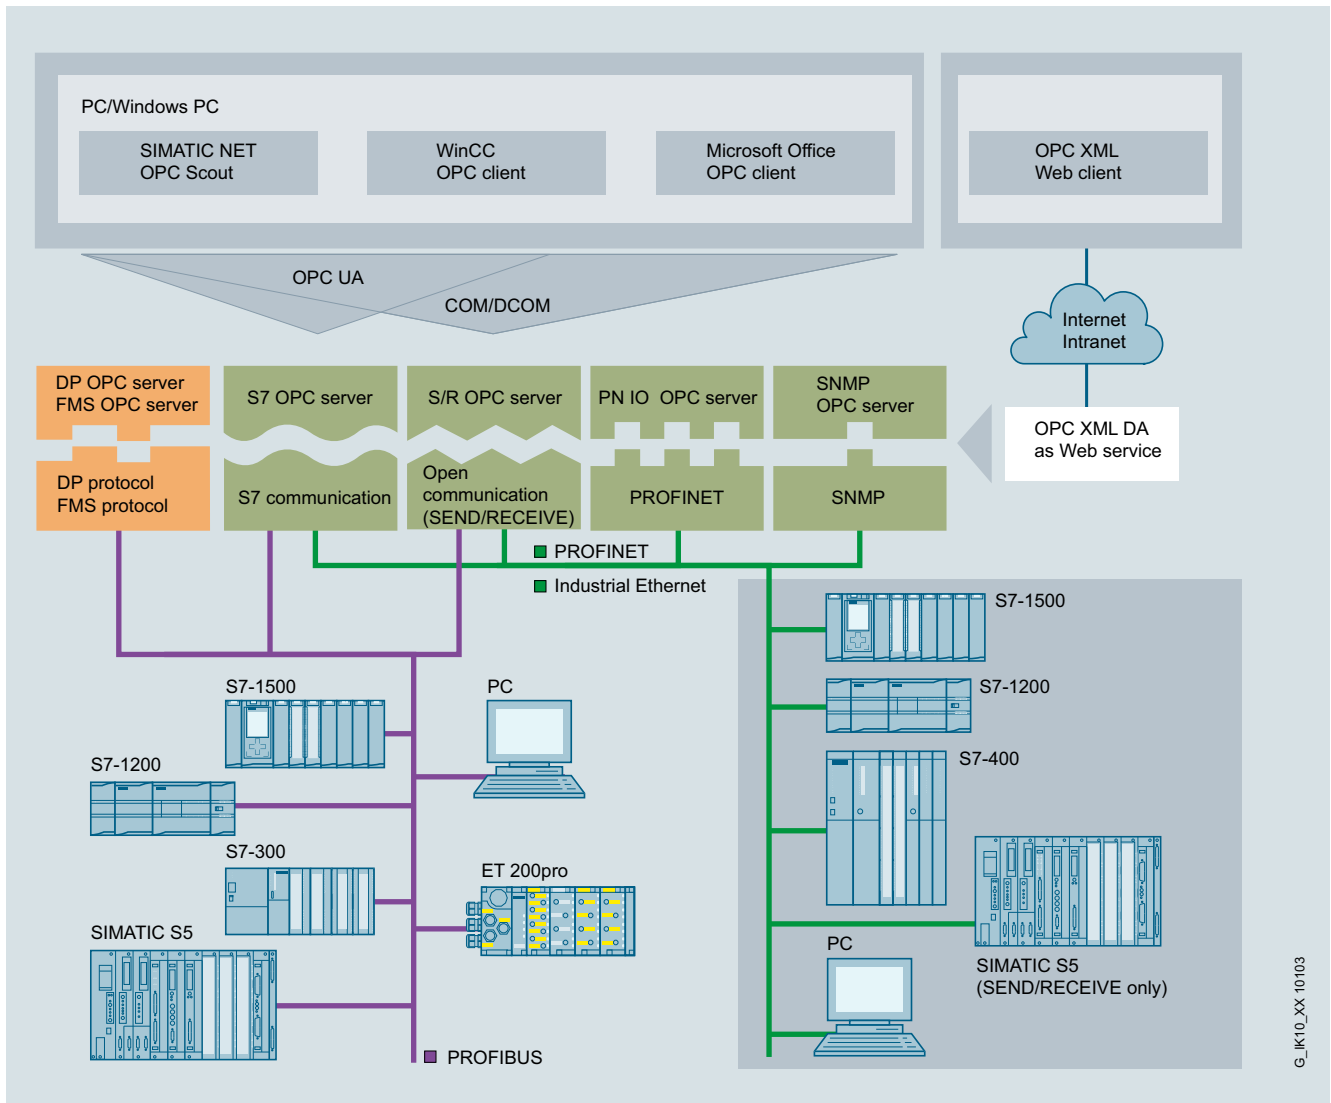 PC/Windows PC
SIMATIC NET
OPC Scout
WinCC
OPC client
Microsoft Office
OPC client
OPC XML
Web client
OPC UA
COM/DCOM
Internet
Intranet
DP OPC server
FMS OPC server
S7 OPC server
S/R OPC server
PN IO OPC server
SNMP
OPC server
OPC XML DA
as Web service
DP protocol
FMS protocol
S7 communication
Open
communication
(SEND/RECEIVE)
PROFINET
SNMP
PROFINET
Industrial Ethernet
S7-1500
S7-1200
S7-400
SIMATIC S5
(SEND/RECEIVE only)
PC
S7-1500
PC
S7-1200
S7-300
ET 200pro
SIMATIC S5
PROFIBUS
G_IK10_XX 10103